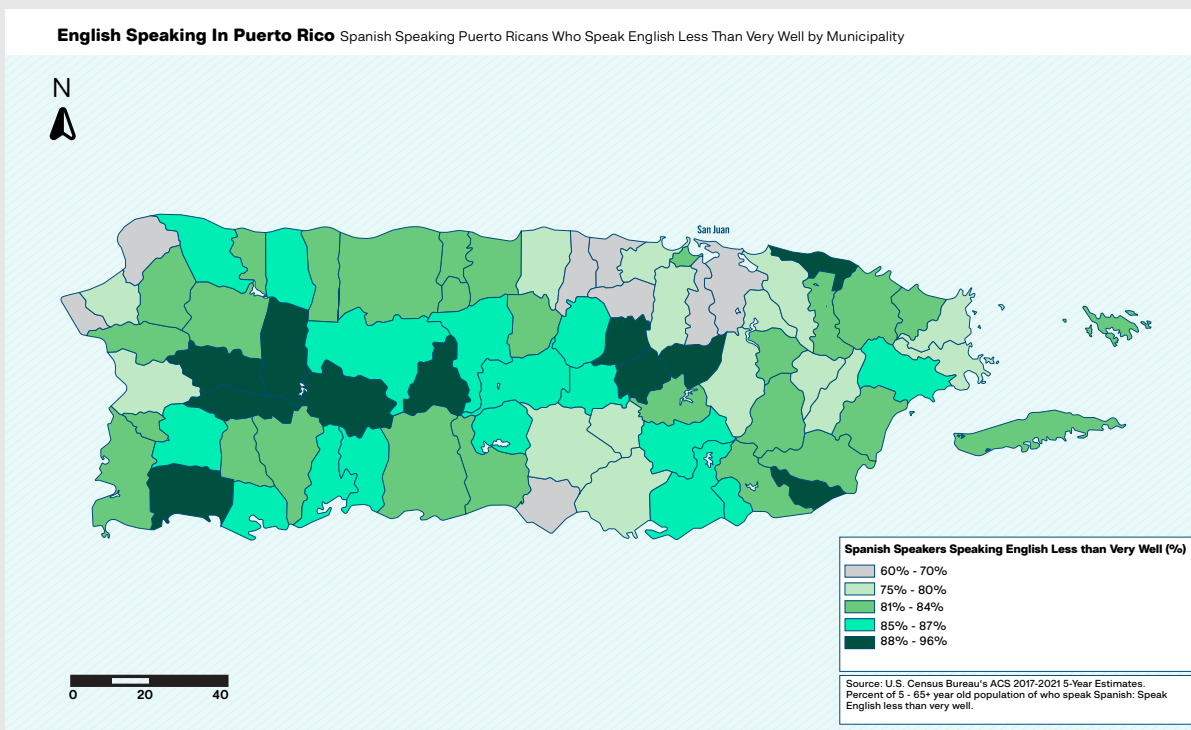 English Speaking In Puerto Rico Spanish Speaking Puerto Ricans Who Speak English Less Than Very Well by Municipality
N
San Juan
Spanish Speakers Speaking English Less than Very Well (%)
60% - 70%
75% - 80%
81% - 84%
85% - 87%
88% - 96%
0 20 40
Source: U.S. Census Bureau's ACS 2017-2021 5-Year Estimates.
Percent of 5 - 65+ year old population of who speak Spanish: Speak
English less than very well.